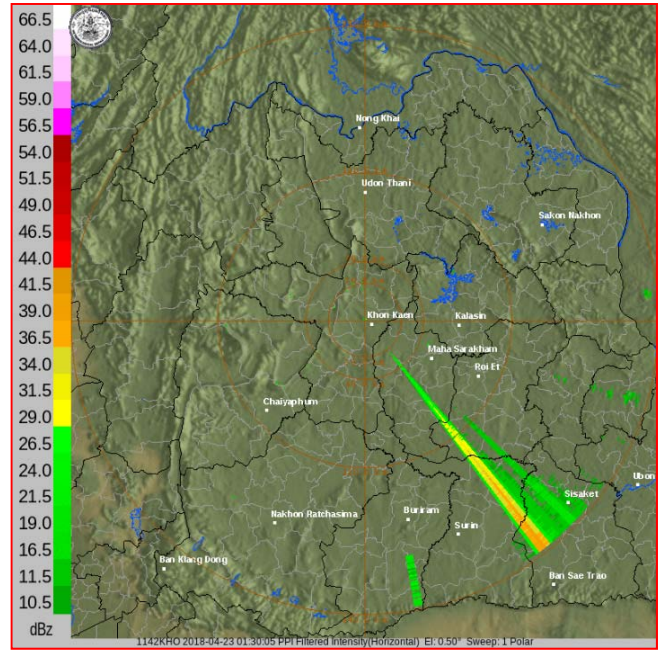 66.5
64.0
61.5
59.0
56.5
54.0
51.5
49.0
46.5
44.0
41.5
39.0
36.5
34.0
31.5
29.0
26.5
24.0
21.5
19.0
16.5
11.5
10.5
dBz
Nong Khai
Udon Thani
Sakon Nakhon
Khon Kaen
Kalasin
Maha Sarakham
Roi Et
Chaiyaphum
Ubon
Sisaket
Nakhon Ratchasima
Buriram
Surin
Ban Klang Dong
Ban Sae Trao
1142KHO 2018-04-23 01:30:05 PPI Filtered Intensity(Horizontal) El: 0.50° Sweep: 1 Polar